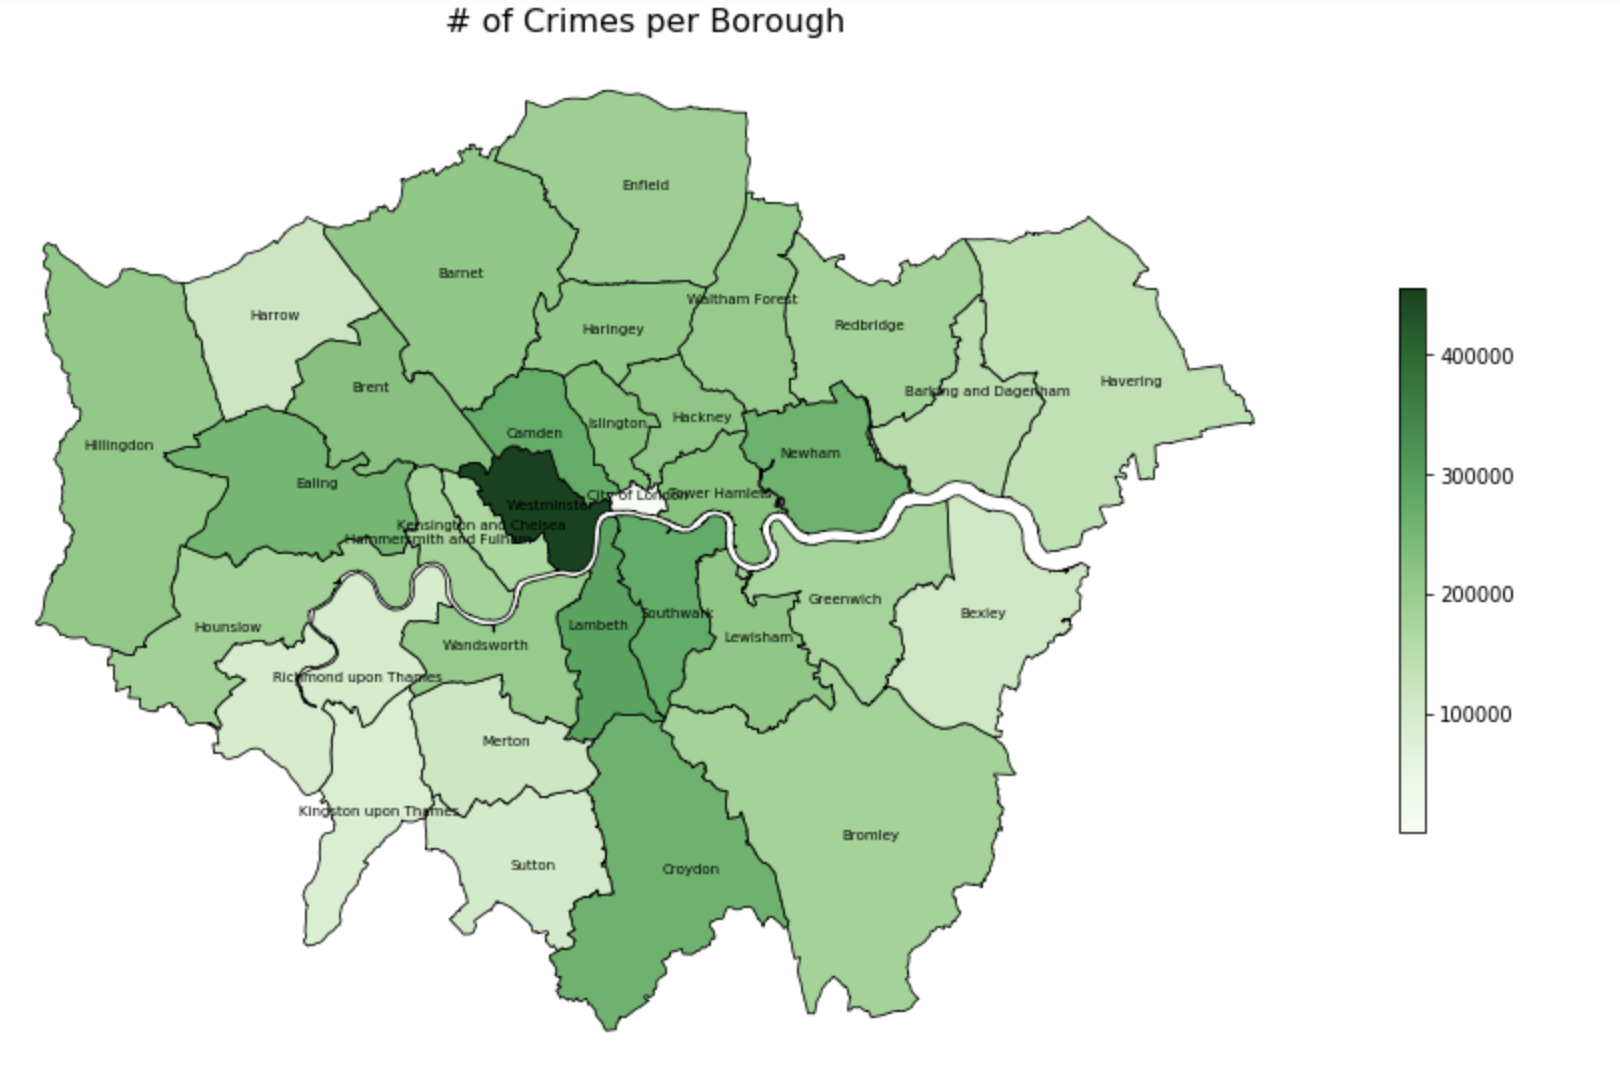 # of Crimes per Borough
Enfield
Barnet
Waltham Forest
Harrow
Redbridge
Haringey
Havering
Brent
Barking and Dagenham
Hackney
Islington
Camden
Hillingdon
Newham
Ealing
Tower Hamlets
City of London
Westminster
Kensington and Chelsea
Hammersmith and Fulham
Greenwich
Bexley
Southwark
Lambeth
Hounslow
Lewisham
Wandsworth
Richmond upon Thames
Merton
Kingston upon Thames
Bromley
Sutton
Croydon
400000
300000
200000
100000